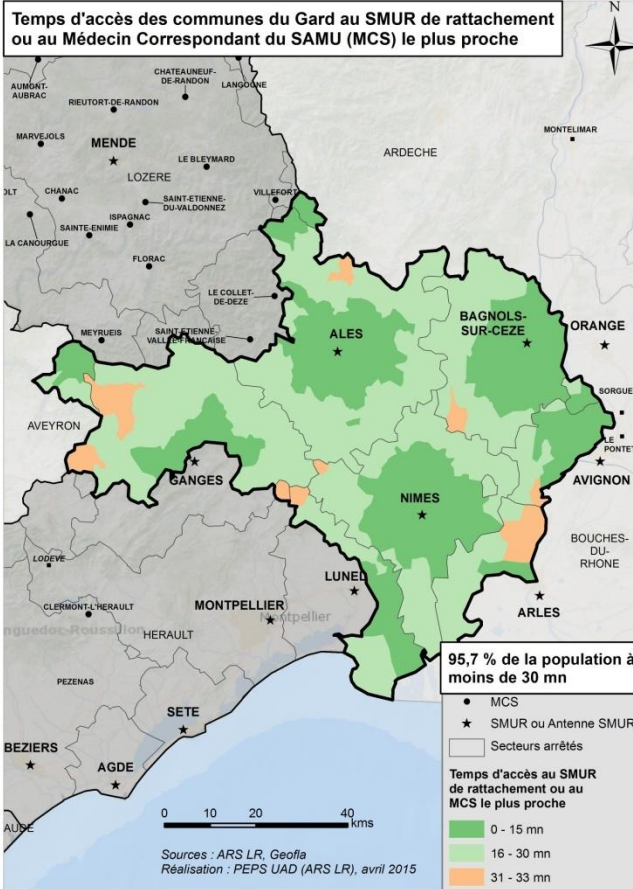 Temps d'accès des communes du Gard au SMUR de rattachement
ou au Médecin Correspondant du SAMU (MCS) le plus proche
N
AUMONT-
AUBRAC
CHATEAUNEUF-
DE-RANDON
LANGOGNE
RIEUTORT-DE-RANDON
MARVEJOLS
MENDE
ARDECHE
MONTELIMAR
LE BLEYMARD
LOZERE
OLT
CHANAC
SAINT-ETIENNE-
DU-VALDONNEZ
VILLEFORT
ISPAGNAC
LA CANOURGUE
SAINTE-ENIMIE
FLORAC
LE COLLET-
DE-DEZE
MEYRUEIS
SAINT-ETIENNE-
VALLEE-FRANCAISE
ALES
BAGNOLS-
SUR-CEZE
ORANGE
SORGUE
AVEYRON
LE
PONTET
GANGES
AVIGNON
NIMES
BOUCHES-
DU-
RHONE
LODEVE
LUNEL
CLERMONT-L'HERAULT
MONTPELLIER
Montpellier
ARLES
nguedoc-Roussillon
HERAULT
PEZENAS
SETE
BEZIERS
AGDE
AUDE
95,7 % de la population à
moins de 30 mn
MCS
SMUR ou Antenne SMUR
Secteurs arrêtés
Temps d'accès au SMUR
de rattachement ou au
MCS le plus proche
0 - 15 mn
16 - 30 mn
31 - 33 mn
0 10 20 40
kms
Sources : ARS LR, Geofla
Réalisation : PEPS UAD (ARS LR), avril 2015